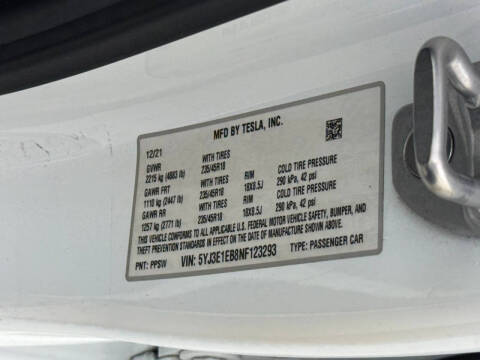 MFD BY TESLA, INC.
12/21
GVWR WITH TIRES COLD TIRE PRESSURE
2215 kg (4883 lb) 235/45R18 RIM 290 kPa, 42 psi
GAWR FRT WITH TIRES 18X8.5J COLD TIRE PRESSURE
1110 kg (2447 lb) 235/45R18 RIM 290 kPa, 42 psi
GAWR RR 235/45R18 18X8.5J
1257 kg (2771 lb)
THIS VEHICLE CONFORMS TO ALL APPLICABLE U.S. FEDERAL MOTOR VEHICLE SAFETY, BUMPER, AND
THEFT PREVENTION STANDARDS IN EFFECT ON THE DATE OF MANUFACTURE SHOWN ABOVE.
PNT: PPSW VIN: 5YJ3E1EB8NF123293 TYPE: PASSENGER CAR